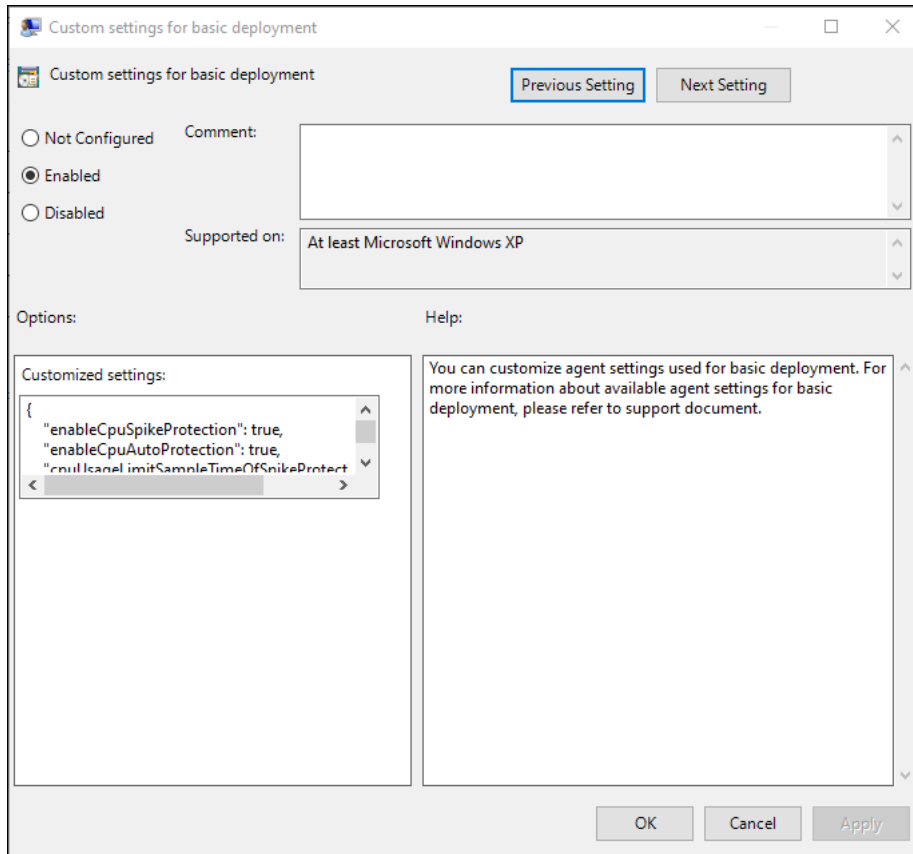 Custom settings for basic deployment
Custom settings for basic deployment
Previous Setting
Next Setting
Not Configured
Comment:
Enabled
Disabled
Supported on:
At least Microsoft Windows XP
Options:
Help:
Customized settings:
{
"enableCpuSpikeProtection": true,
"enableCpuAutoProtection": true,
"cpuUsageLimitSampleTimeOfSpikeProtect
You can customize agent settings used for basic deployment. For
more information about available agent settings for basic
deployment, please refer to support document.
OK
Cancel
Apply